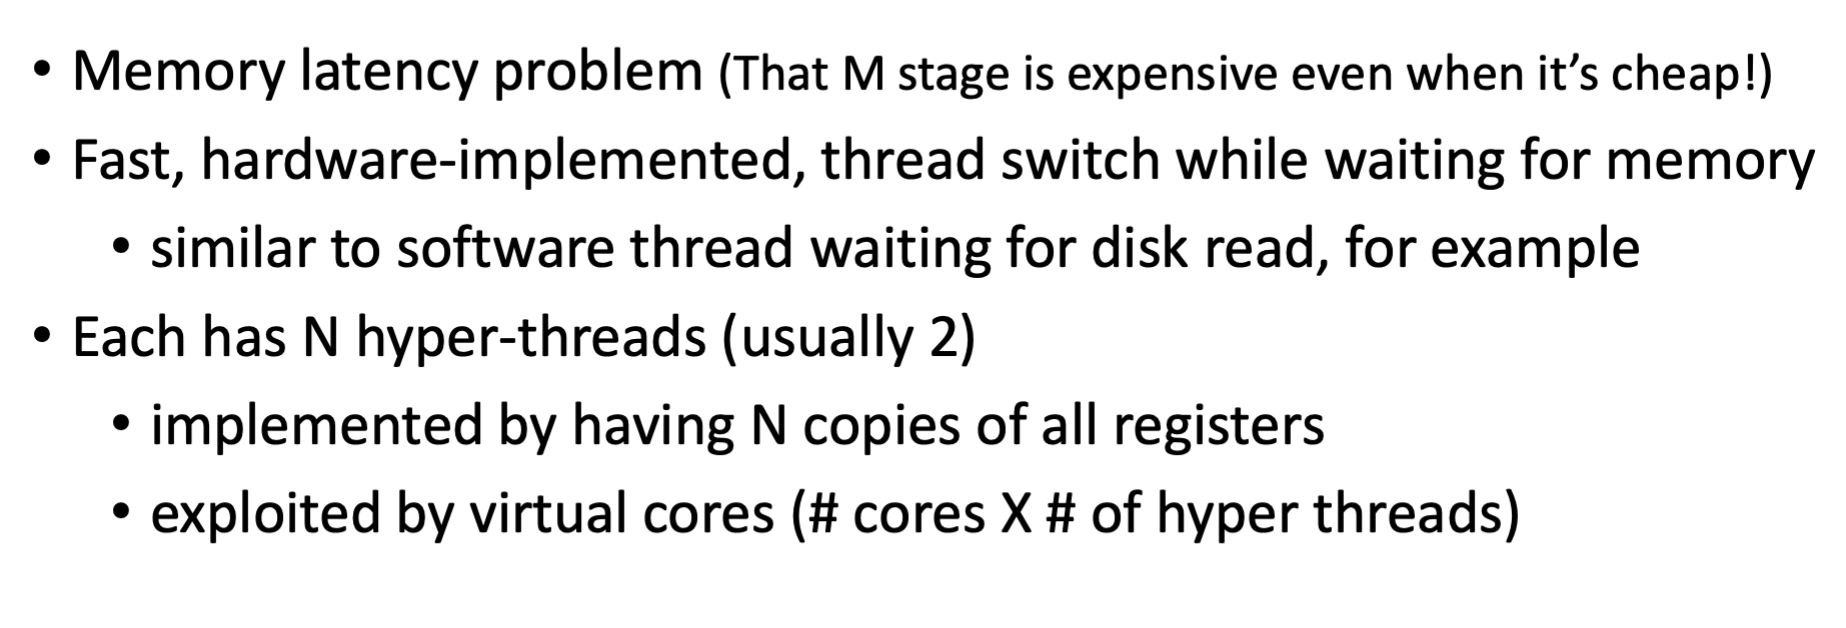 • Memory latency problem (That M stage is expensive even when it’s cheap!)
• Fast, hardware-implemented, thread switch while waiting for memory
• similar to software thread waiting for disk read, for example
• Each has N hyper-threads (usually 2)
• implemented by having N copies of all registers
• exploited by virtual cores (# cores X # of hyper threads)